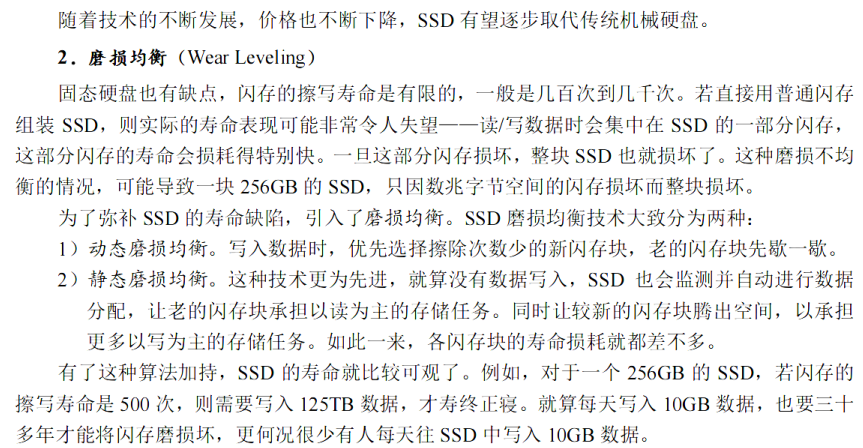 随着技术的不断发展，价格也不断下降，SSD 有望逐步取代传统机械硬盘。
2．磨损均衡（Wear Leveling）
固态硬盘也有缺点，闪存的擦写寿命是有限的，一般是几百次到几千次。若直接用普通闪存
组装 SSD，则实际的寿命表现可能非常令人失望——读/写数据时会集中在 SSD 的一部分闪存，
这部分闪存的寿命会损耗得特别快。一旦这部分闪存损坏，整块 SSD 也就损坏了。这种磨损不均
衡的情况，可能导致一块 256GB 的 SSD，只因数兆字节空间的闪存损坏而整块损坏。
为了弥补 SSD 的寿命缺陷，引入了磨损均衡。SSD 磨损均衡技术大致分为两种：
1）动态磨损均衡。写入数据时，优先选择擦除次数少的新闪存块，老的闪存块先歇一歇。
2）静态磨损均衡。这种技术更为先进，就算没有数据写入，SSD 也会监测并自动进行数据
分配，让老的闪存块承担以读为主的存储任务。同时让较新的闪存块腾出空间，以承担
更多以写为主的存储任务。如此一来，各闪存块的寿命损耗就都差不多。
有了这种算法加持，SSD 的寿命就比较可观了。例如，对于一个 256GB 的 SSD，若闪存的
擦写寿命是 500 次，则需要写入 125TB 数据，才寿终正寝。就算每天写入 10GB 数据，也要三十
多年才能将闪存磨损坏，更何况很少有人每天往 SSD 中写入 10GB 数据。